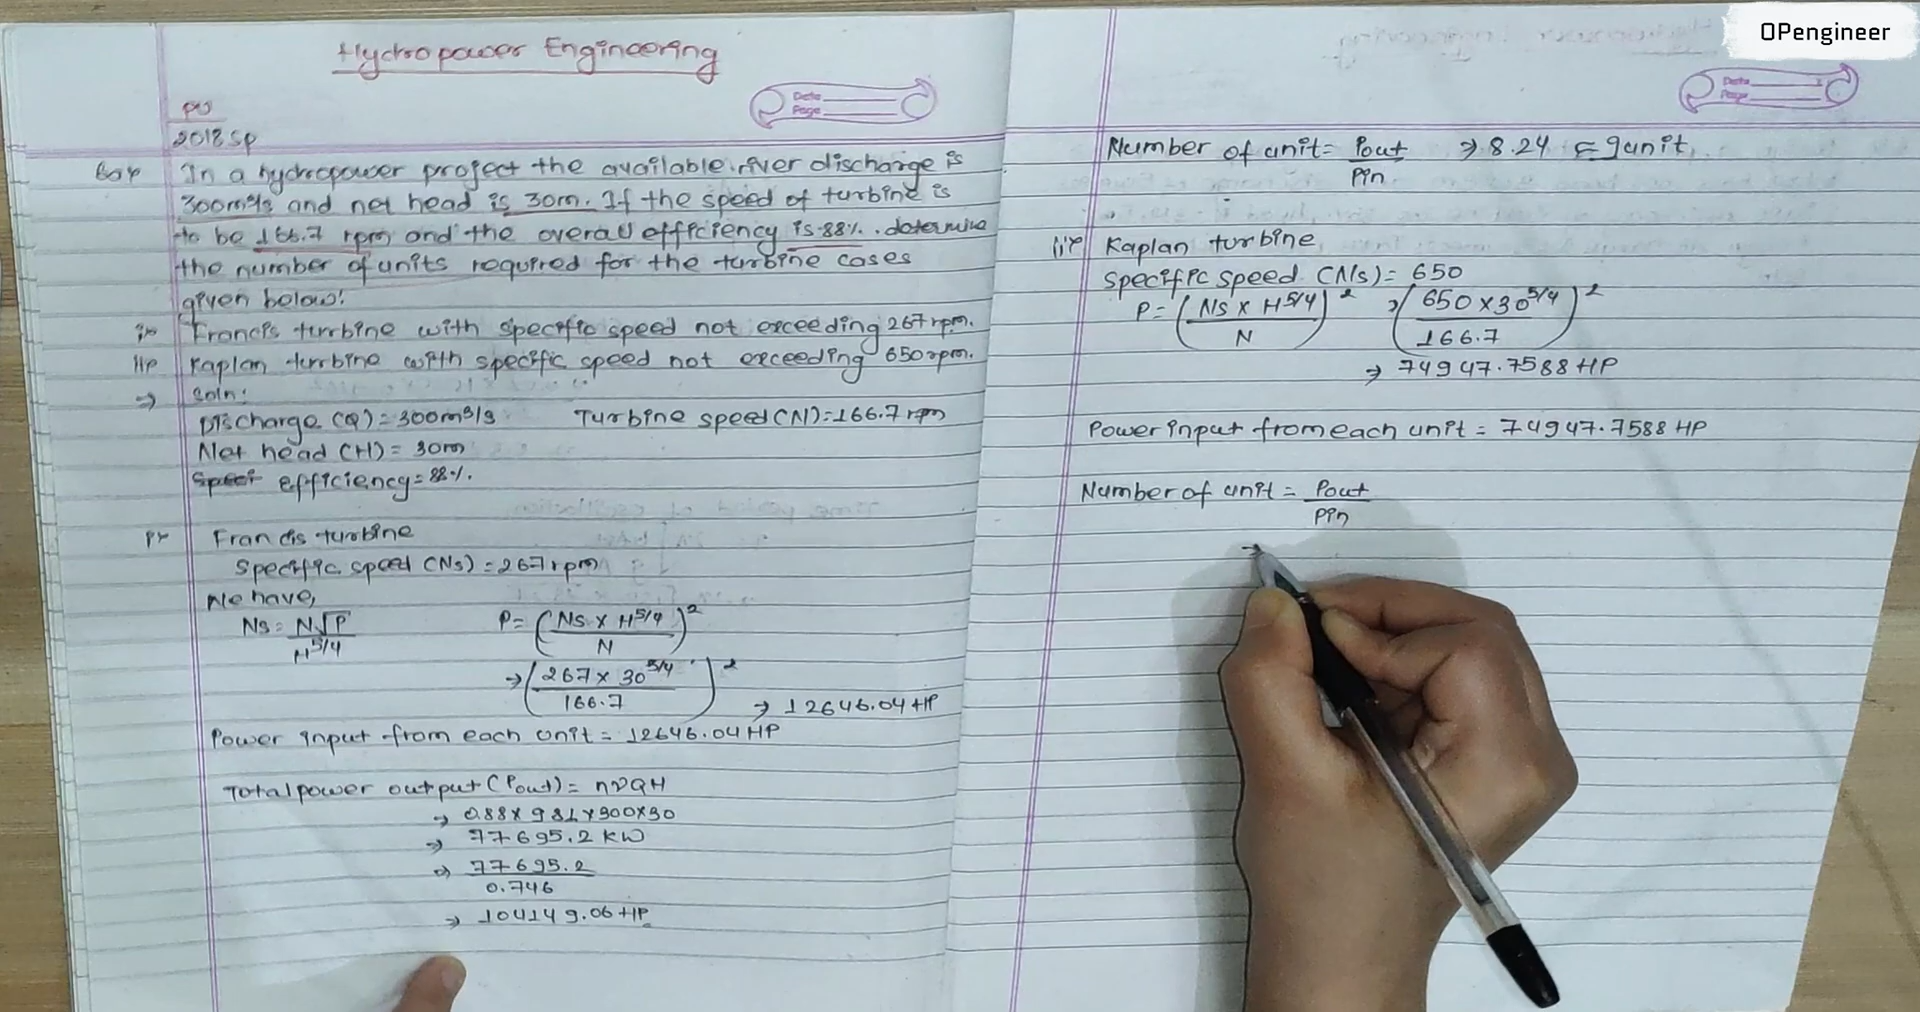 OPengineer
Hydropower Engineering
Date
Page
PU
2018 sp
In a hydropower project the available river discharge is
300m³/s and net head is 30m. If the speed of turbine is
to be 166.7 rpm and the overall efficiency is 88%. determine
the number of units required for the turbine cases
given below:
i) Francis turbine with specific speed not exceeding 267 rpm.
ii) Kaplan turbine with specific speed not exceeding 650 rpm.
⇒ Soln:
Discharge (Q) = 300m³/s Turbine speed (N) = 166.7 rpm
Net head (H) = 30m
efficiency = 88%.
i) Francis turbine
Specific speed (Ns) = 267 rpm
We have,
Ns = N√P / H^5/4 P = (Ns × H^5/4 / N)²
→ (267 × 30^5/4 / 166.7)² → 12646.04 HP
Power input from each unit = 12646.04 HP
Total power output (Pout) = ηγQH
→ 0.88 × 9.81 × 300 × 30
→ 77695.2 KW
→ 77695.2 / 0.746
→ 104149.06 HP
Date
Page
Number of unit = Pout / Pin → 8.24 ≈ 9 unit
ii) Kaplan turbine
Specific speed (Ns) = 650
P = (Ns × H^5/4 / N)² → (650 × 30^5/4 / 166.7)²
→ 74947.7588 HP
Power input from each unit = 74947.7588 HP
Number of unit = Pout / Pin